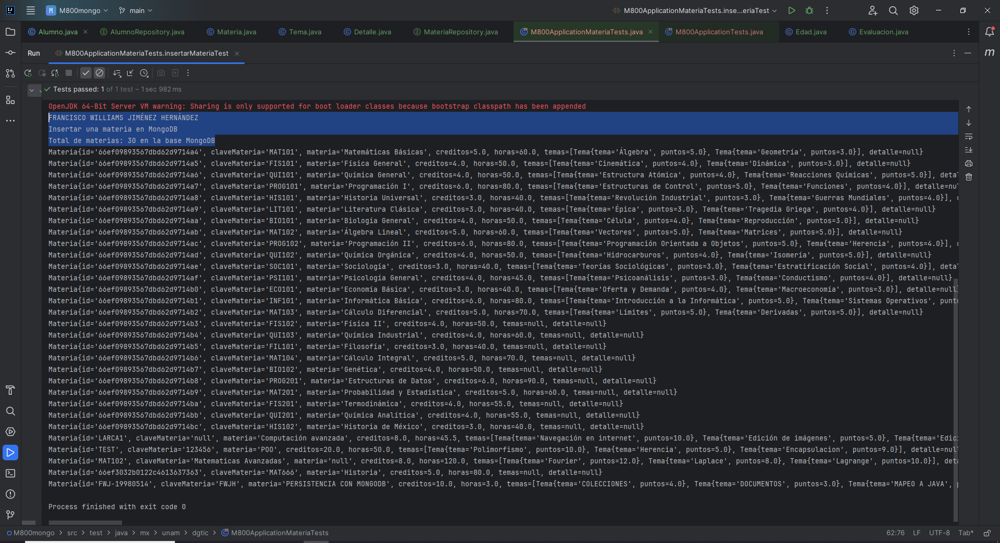 M M800mongo main M800ApplicationMateriaTests.inse...eriaTest
Alumno.java AlumnoRepository.java Materia.java Tema.java Detalle.java MateriaRepository.java M800ApplicationMateriaTests.java M800ApplicationTests.java Edad.java Evaluacion.java
Run M800ApplicationMateriaTests.insertarMateriaTest
Tests passed: 1 of 1 test – 1 sec 982 ms
OpenJDK 64-Bit Server VM warning: Sharing is only supported for boot loader classes because bootstrap classpath has been appended
FRANCISCO WILLIAMS JIMÉNEZ HERNÁNDEZ
Insertar una materia en MongoDB
Total de materias: 30 en la base MongoDB
Materia{id='66ef09893567dbd62d9714a4', claveMateria='MAT101', materia='Matemáticas Básicas', creditos=5.0, horas=60.0, temas=[Tema{tema='Álgebra', puntos=5.0}, Tema{tema='Geometría', puntos=3.0}], detalle=null}
Materia{id='66ef09893567dbd62d9714a5', claveMateria='FIS101', materia='Física General', creditos=4.0, horas=50.0, temas=[Tema{tema='Cinemática', puntos=4.0}, Tema{tema='Dinámica', puntos=3.0}], detalle=null}
Materia{id='66ef09893567dbd62d9714a6', claveMateria='QUI101', materia='Química General', creditos=4.0, horas=50.0, temas=[Tema{tema='Estructura Atómica', puntos=4.0}, Tema{tema='Reacciones Químicas', puntos=5.0}], deta
Materia{id='66ef09893567dbd62d9714a7', claveMateria='PROG101', materia='Programación I', creditos=6.0, horas=80.0, temas=[Tema{tema='Estructuras de Control', puntos=5.0}, Tema{tema='Funciones', puntos=4.0}], detalle=nul
Materia{id='66ef09893567dbd62d9714a8', claveMateria='HIS101', materia='Historia Universal', creditos=3.0, horas=40.0, temas=[Tema{tema='Revolución Industrial', puntos=3.0}, Tema{tema='Guerras Mundiales', puntos=4.0}], d
Materia{id='66ef09893567dbd62d9714a9', claveMateria='LIT101', materia='Literatura Clásica', creditos=3.0, horas=40.0, temas=[Tema{tema='Épica', puntos=3.0}, Tema{tema='Tragedia Griega', puntos=4.0}], detalle=null}
Materia{id='66ef09893567dbd62d9714aa', claveMateria='BIO101', materia='Biología General', creditos=4.0, horas=50.0, temas=[Tema{tema='Célula', puntos=4.0}, Tema{tema='Reproducción', puntos=3.0}], detalle=null}
Materia{id='66ef09893567dbd62d9714ab', claveMateria='MAT102', materia='Álgebra Lineal', creditos=5.0, horas=60.0, temas=[Tema{tema='Vectores', puntos=5.0}, Tema{tema='Matrices', puntos=5.0}], detalle=null}
Materia{id='66ef09893567dbd62d9714ac', claveMateria='PROG102', materia='Programación II', creditos=6.0, horas=80.0, temas=[Tema{tema='Programación Orientada a Objetos', puntos=5.0}, Tema{tema='Herencia', puntos=4.0}], d
Materia{id='66ef09893567dbd62d9714ad', claveMateria='QUI102', materia='Química Orgánica', creditos=4.0, horas=50.0, temas=[Tema{tema='Hidrocarburos', puntos=4.0}, Tema{tema='Isomería', puntos=5.0}], detalle=null}
Materia{id='66ef09893567dbd62d9714ae', claveMateria='SOC101', materia='Sociología', creditos=3.0, horas=40.0, temas=[Tema{tema='Teorías Sociológicas', puntos=3.0}, Tema{tema='Estratificación Social', puntos=4.0}], detal
Materia{id='66ef09893567dbd62d9714af', claveMateria='PSI101', materia='Psicología General', creditos=4.0, horas=45.0, temas=[Tema{tema='Psicoanálisis', puntos=3.0}, Tema{tema='Conductismo', puntos=4.0}], detalle=null}
Materia{id='66ef09893567dbd62d9714b0', claveMateria='ECO101', materia='Economía Básica', creditos=3.0, horas=40.0, temas=[Tema{tema='Oferta y Demanda', puntos=4.0}, Tema{tema='Macroeconomía', puntos=3.0}], detalle=null}
Materia{id='66ef09893567dbd62d9714b1', claveMateria='INF101', materia='Informática Básica', creditos=6.0, horas=80.0, temas=[Tema{tema='Introducción a la Informática', puntos=5.0}, Tema{tema='Sistemas Operativos', punto
Materia{id='66ef09893567dbd62d9714b2', claveMateria='MAT103', materia='Cálculo Diferencial', creditos=5.0, horas=70.0, temas=[Tema{tema='Límites', puntos=5.0}, Tema{tema='Derivadas', puntos=5.0}], detalle=null}
Materia{id='66ef09893567dbd62d9714b3', claveMateria='FIS102', materia='Física II', creditos=4.0, horas=50.0, temas=null, detalle=null}
Materia{id='66ef09893567dbd62d9714b4', claveMateria='QUI103', materia='Química Industrial', creditos=4.0, horas=60.0, temas=null, detalle=null}
Materia{id='66ef09893567dbd62d9714b5', claveMateria='FIL101', materia='Filosofía', creditos=3.0, horas=40.0, temas=null, detalle=null}
Materia{id='66ef09893567dbd62d9714b6', claveMateria='MAT104', materia='Cálculo Integral', creditos=5.0, horas=70.0, temas=null, detalle=null}
Materia{id='66ef09893567dbd62d9714b7', claveMateria='BIO102', materia='Genética', creditos=4.0, horas=50.0, temas=null, detalle=null}
Materia{id='66ef09893567dbd62d9714b8', claveMateria='PROG201', materia='Estructuras de Datos', creditos=6.0, horas=90.0, temas=null, detalle=null}
Materia{id='66ef09893567dbd62d9714b9', claveMateria='MAT201', materia='Probabilidad y Estadística', creditos=5.0, horas=60.0, temas=null, detalle=null}
Materia{id='66ef09893567dbd62d9714ba', claveMateria='FIS201', materia='Termodinámica', creditos=4.0, horas=55.0, temas=null, detalle=null}
Materia{id='66ef09893567dbd62d9714bb', claveMateria='QUI201', materia='Química Analítica', creditos=4.0, horas=55.0, temas=null, detalle=null}
Materia{id='66ef09893567dbd62d9714bc', claveMateria='HIS102', materia='Historia de México', creditos=3.0, horas=40.0, temas=null, detalle=null}
Materia{id='LARCA1', claveMateria='null', materia='Computación avanzada', creditos=8.0, horas=45.5, temas=[Tema{tema='Navegación en internet', puntos=10.0}, Tema{tema='Edición de imágenes', puntos=5.0}, Tema{tema='Edic
Materia{id='TEST', claveMateria='123456', materia='POO', creditos=20.0, horas=50.0, temas=[Tema{tema='Polimorfismo', puntos=10.0}, Tema{tema='Herencia', puntos=5.0}, Tema{tema='Encapsulacion', puntos=9.0}], detalle=null
Materia{id='MAT102', claveMateria='Matematicas Avanzadas', materia='null', creditos=8.0, horas=120.0, temas=[Tema{tema='Fourier', puntos=12.0}, Tema{tema='Laplace', puntos=8.0}, Tema{tema='Lagrange', puntos=10.0}], deta
Materia{id='66ef3032b0122c4613637363', claveMateria='MAT666', materia='Historia', creditos=5.0, horas=80.0, temas=null, detalle=null}
Materia{id='FWJ-19980514', claveMateria='FWJH', materia='PERSISTENCIA CON MONGODB', creditos=10.0, horas=3.0, temas=[Tema{tema='COLECCIONES', puntos=4.0}, Tema{tema='DOCUMENTOS', puntos=3.0}, Tema{tema='MAPEO A JAVA', p
Process finished with exit code 0
M800mongo > src > test > java > mx > unam > dgtic > M800ApplicationMateriaTests 62:76 LF UTF-8 Tab*